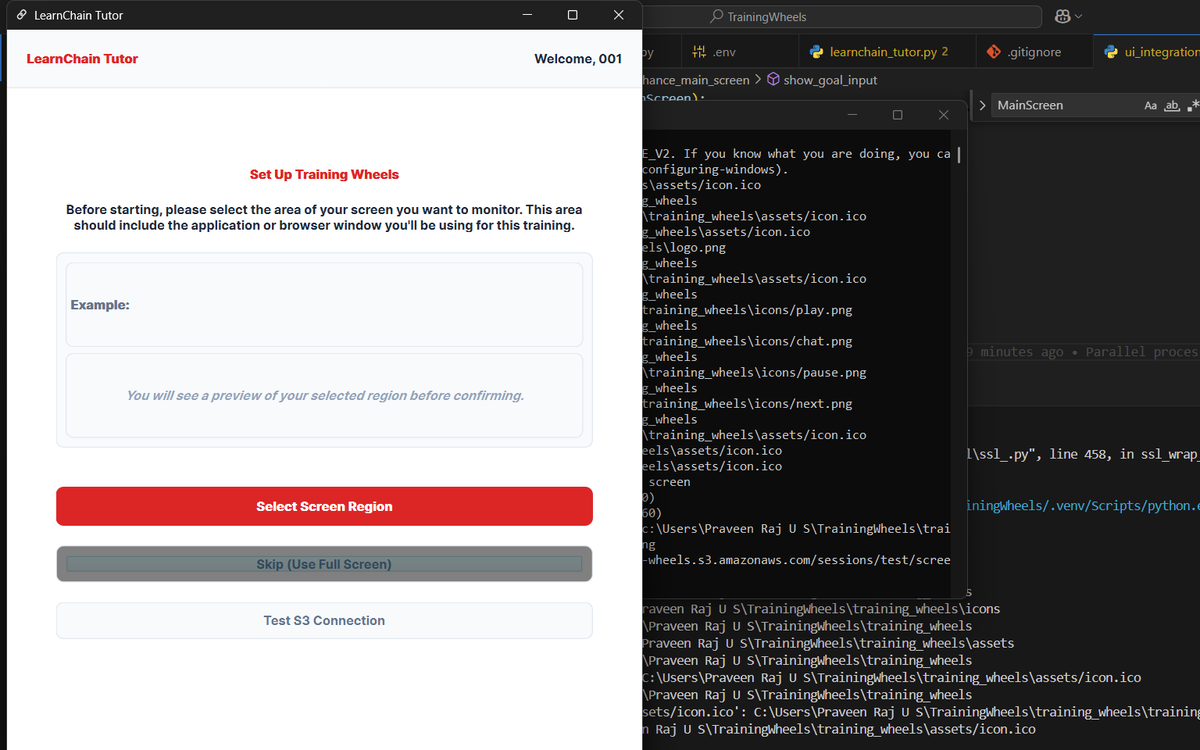 LearnChain Tutor
LearnChain Tutor
Welcome, 001
Set Up Training Wheels
Before starting, please select the area of your screen you want to monitor. This area
should include the application or browser window you'll be using for this training.
Example:
You will see a preview of your selected region before confirming.
Select Screen Region
Skip (Use Full Screen)
Test S3 Connection
TrainingWheels
py
.env
learnchain_tutor.py 2
.gitignore
ui_integration
hance_main_screen > show_goal_input
nScreen):
MainScreen
Aa ab .*
E_V2. If you know what you are doing, you ca
configuring-windows).
s\assets/icon.ico
g_wheels
\training_wheels\assets/icon.ico
g_wheels\assets/icon.ico
els\logo.png
g_wheels
\training_wheels\assets/icon.ico
g_wheels
training_wheels\icons/play.png
g_wheels
training_wheels\icons/chat.png
g_wheels
\training_wheels\icons/pause.png
g_wheels
training_wheels\icons/next.png
g_wheels
\training_wheels\assets/icon.ico
eels\assets/icon.ico
eels\assets/icon.ico
screen
0)
60)
c:\Users\Praveen Raj U S\TrainingWheels\trai
ng
-wheels.s3.amazonaws.com/sessions/test/scree
9 minutes ago • Parallel proces
l\ssl_.py", line 458, in ssl_wrap_
iningWheels/.venv/Scripts/python.e
s
raveen Raj U S\TrainingWheels\training_wheels\icons
\Praveen Raj U S\TrainingWheels\training_wheels
Praveen Raj U S\TrainingWheels\training_wheels\assets
\Praveen Raj U S\TrainingWheels\training_wheels
C:\Users\Praveen Raj U S\TrainingWheels\training_wheels\assets/icon.ico
\Praveen Raj U S\TrainingWheels\training_wheels
sets/icon.ico': C:\Users\Praveen Raj U S\TrainingWheels\training_wheels\training
n Raj U S\TrainingWheels\training_wheels\assets/icon.ico